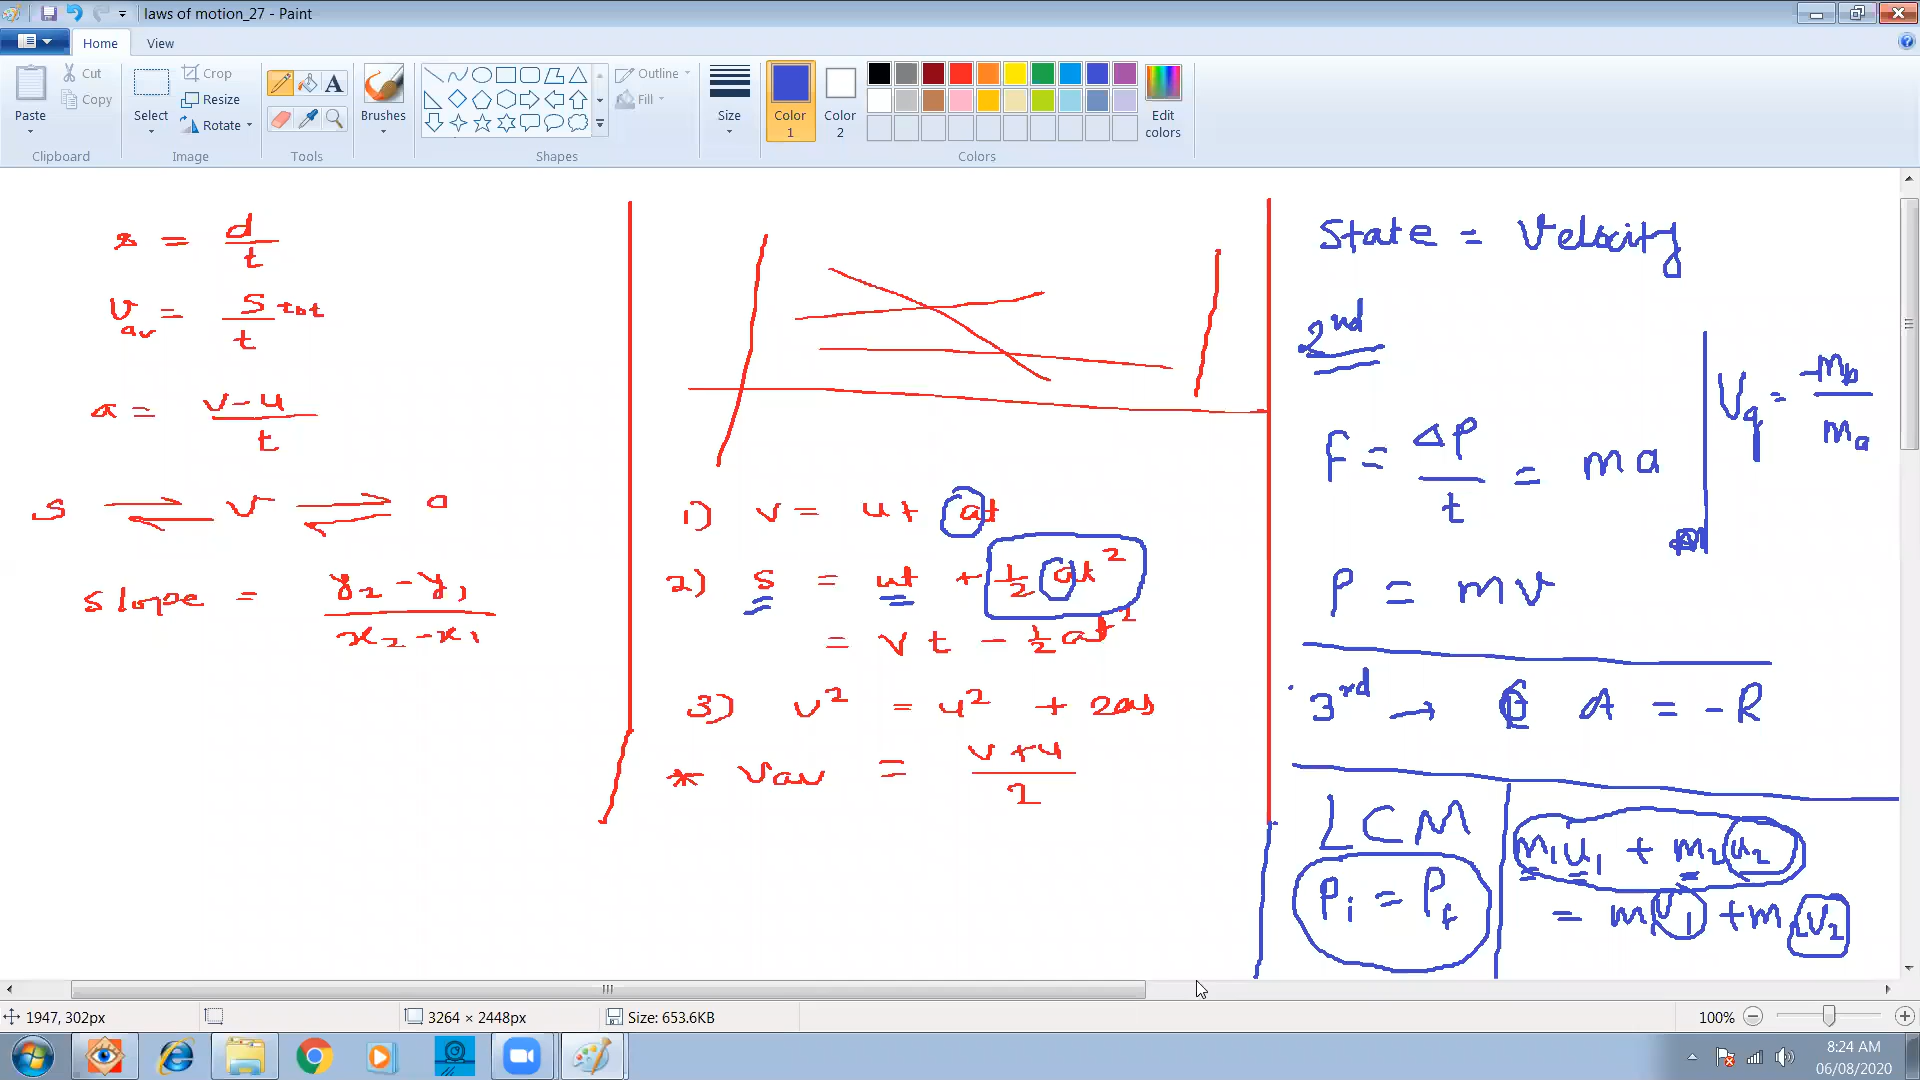 laws of motion_27 - Paint
Home View
Paste Cut Copy Clipboard
Select Crop Resize Rotate Image
Tools
Brushes
Outline Fill Shapes
Size
Color 1 Color 2 Edit colors Colors
s = d/t
Vav = S tot/t
a = v-u/t
s ⇌ v ⇌ a
slope = y2-y1/x2-x1
1) v = u+at
2) s = ut + ½at²
= vt - ½at²
3) v² = u² + 2as
* Vav = v+u/2
State = Velocity
2nd
F = ΔP/t = ma
P = mv
-mb/ma
3rd → A = -R
LCM
Pi = Pf
m1u1 + m2u2
= m1v1 + m2v2
1947, 302px 3264 × 2448px Size: 653.6KB 100%
8:24 AM
06/08/2020